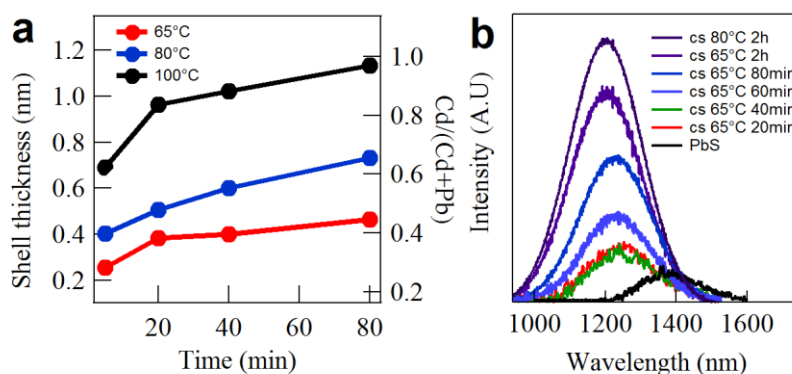 a
65°C
80°C
100°C
1.2
1.0
0.8
0.6
0.4
0.2
Shell thickness (nm)
1.0
0.8
0.6
0.4
0.2
Cd/(Cd+Pb)
20
40
60
80
Time (min)
b
cs 80°C 2h
cs 65°C 2h
cs 65°C 80min
cs 65°C 60min
cs 65°C 40min
cs 65°C 20min
PbS
Intensity (A.U)
1000
1200
1400
1600
Wavelength (nm)